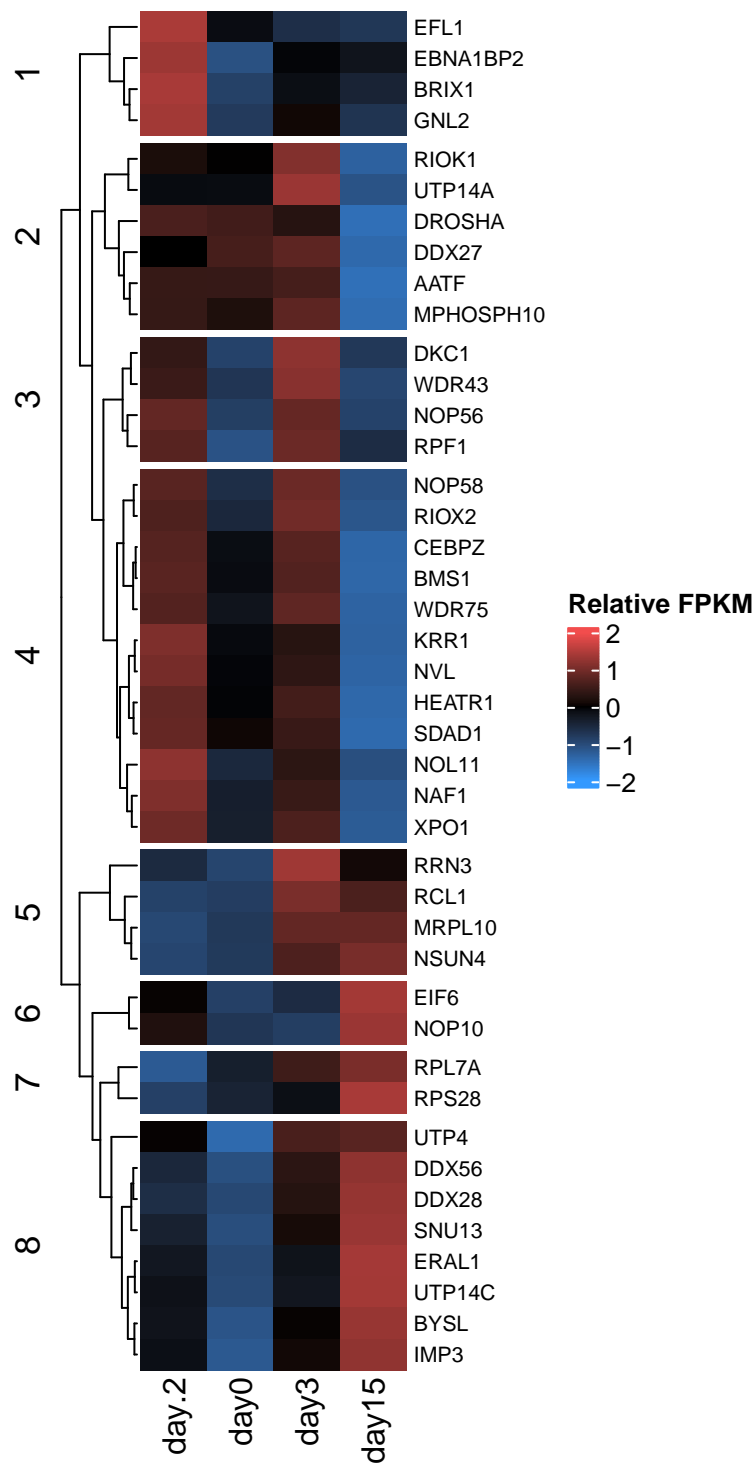 1
EFL1
EBNA1BP2
BRIX1
GNL2
2
RIOK1
UTP14A
DROSHA
DDX27
AATF
MPHOSPH10
3
DKC1
WDR43
NOP56
RPF1
4
NOP58
RIOX2
CEBPZ
BMS1
WDR75
KRR1
NVL
HEATR1
SDAD1
NOL11
NAF1
XPO1
5
RRN3
RCL1
MRPL10
NSUN4
6
EIF6
NOP10
7
RPL7A
RPS28
8
UTP4
DDX56
DDX28
SNU13
ERAL1
UTP14C
BYSL
IMP3
day.2 day0 day3 day15
Relative FPKM
2
1
0
−1
−2